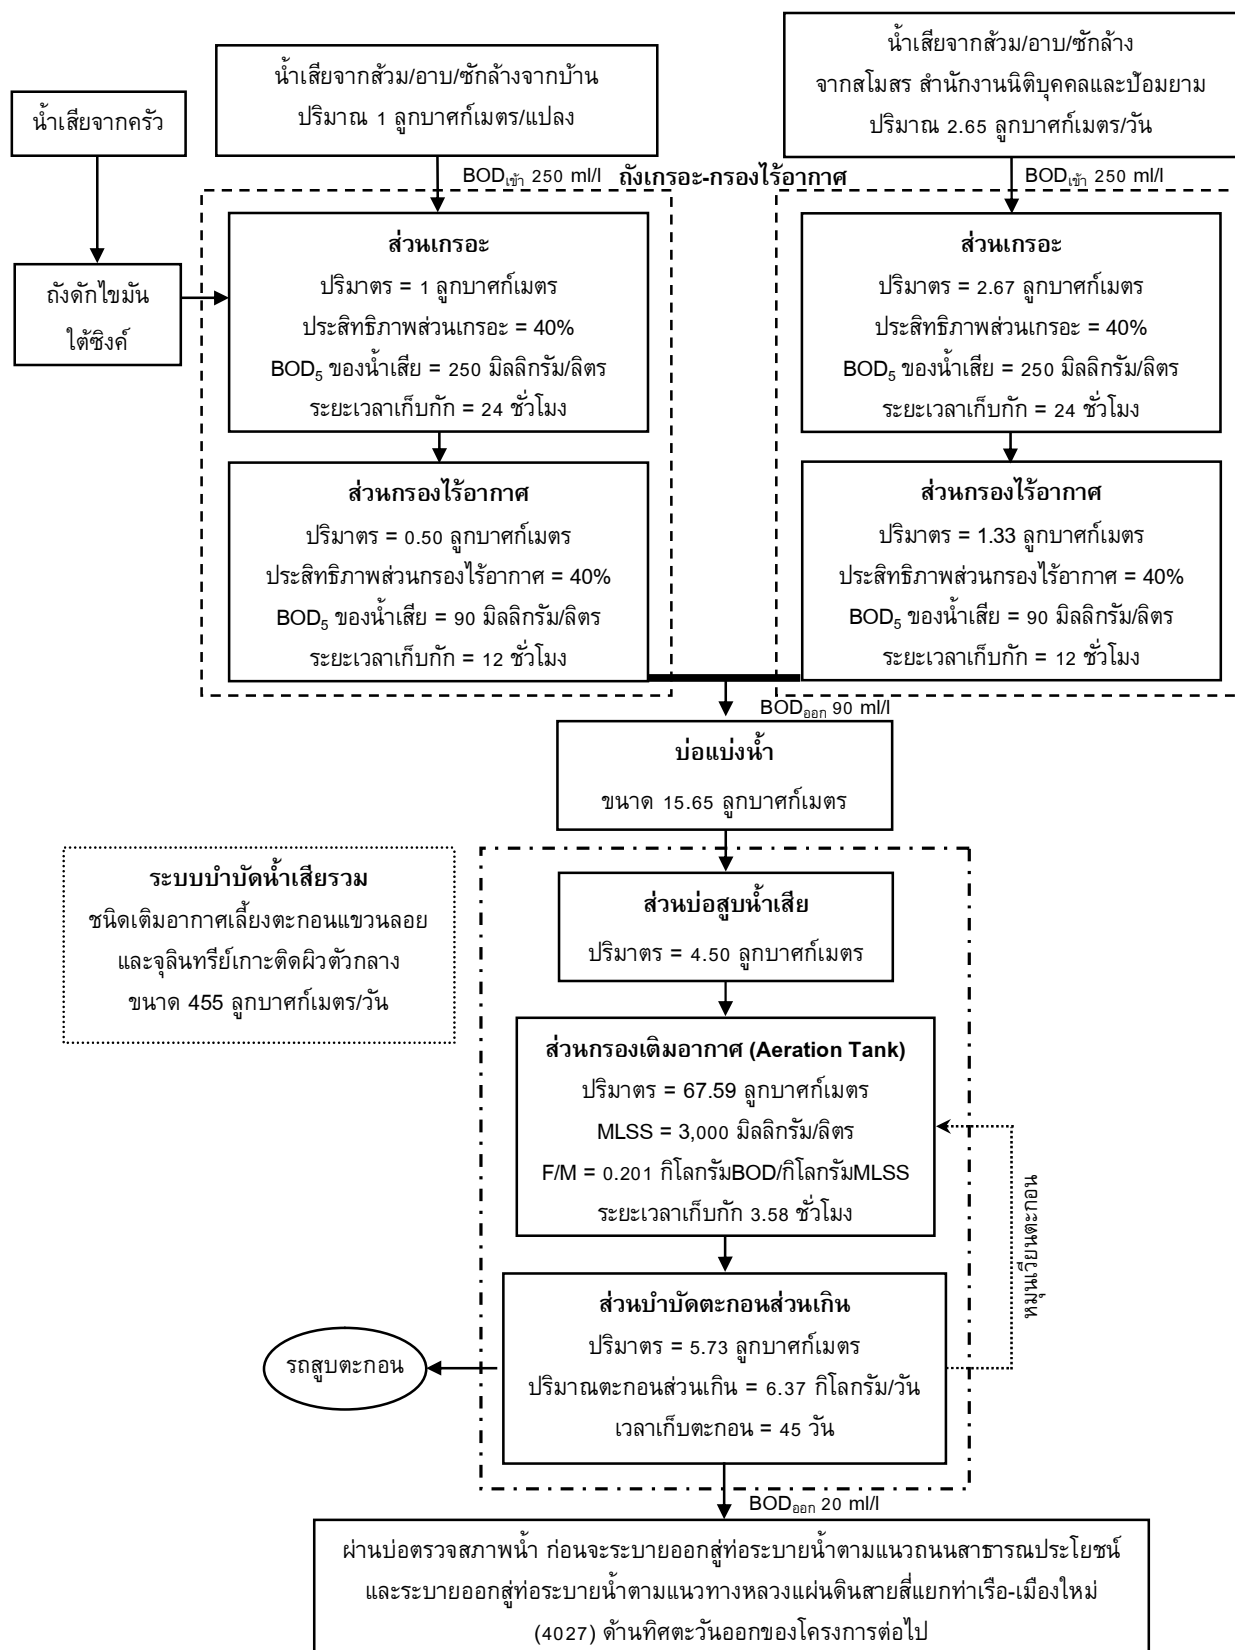 น้ำเสียจากครัว
น้ำเสียจากส้วม/อาบ/ซักล้างจากบ้าน
ปริมาณ 1 ลูกบาศก์เมตร/แปลง
น้ำเสียจากส้วม/อาบ/ซักล้าง
จากสโมสร สำนักงานนิติบุคคลและป้อมยาม
ปริมาณ 2.65 ลูกบาศก์เมตร/วัน
BODเข้า 250 ml/l
ถังเกรอะ-กรองไร้อากาศ
BODเข้า 250 ml/l
ถังดักไขมัน
ใต้ซิงค์
ส่วนเกรอะ
ปริมาตร = 1 ลูกบาศก์เมตร
ประสิทธิภาพส่วนเกรอะ = 40%
BOD5 ของน้ำเสีย = 250 มิลลิกรัม/ลิตร
ระยะเวลาเก็บกัก = 24 ชั่วโมง
ส่วนเกรอะ
ปริมาตร = 2.67 ลูกบาศก์เมตร
ประสิทธิภาพส่วนเกรอะ = 40%
BOD5 ของน้ำเสีย = 250 มิลลิกรัม/ลิตร
ระยะเวลาเก็บกัก = 24 ชั่วโมง
ส่วนกรองไร้อากาศ
ปริมาตร = 0.50 ลูกบาศก์เมตร
ประสิทธิภาพส่วนกรองไร้อากาศ = 40%
BOD5 ของน้ำเสีย = 90 มิลลิกรัม/ลิตร
ระยะเวลาเก็บกัก = 12 ชั่วโมง
ส่วนกรองไร้อากาศ
ปริมาตร = 1.33 ลูกบาศก์เมตร
ประสิทธิภาพส่วนกรองไร้อากาศ = 40%
BOD5 ของน้ำเสีย = 90 มิลลิกรัม/ลิตร
ระยะเวลาเก็บกัก = 12 ชั่วโมง
BODออก 90 ml/l
บ่อแบ่งน้ำ
ขนาด 15.65 ลูกบาศก์เมตร
ระบบบำบัดน้ำเสียรวม
ชนิดเติมอากาศเลี้ยงตะกอนแขวนลอย
และจุลินทรีย์เกาะติดผิวตัวกลาง
ขนาด 455 ลูกบาศก์เมตร/วัน
ส่วนบ่อสูบน้ำเสีย
ปริมาตร = 4.50 ลูกบาศก์เมตร
ส่วนกรองเติมอากาศ (Aeration Tank)
ปริมาตร = 67.59 ลูกบาศก์เมตร
MLSS = 3,000 มิลลิกรัม/ลิตร
F/M = 0.201 กิโลกรัมBOD/กิโลกรัมMLSS
ระยะเวลาเก็บกัก 3.58 ชั่วโมง
หมุนเวียนตะกอน
ส่วนบำบัดตะกอนส่วนเกิน
ปริมาตร = 5.73 ลูกบาศก์เมตร
ปริมาณตะกอนส่วนเกิน = 6.37 กิโลกรัม/วัน
เวลาเก็บตะกอน = 45 วัน
รถสูบตะกอน
BODออก 20 ml/l
ผ่านบ่อตรวจสภาพน้ำ ก่อนจะระบายออกสู่ท่อระบายน้ำตามแนวถนนสาธารณประโยชน์
และระบายออกสู่ท่อระบายน้ำตามแนวทางหลวงแผ่นดินสายสี่แยกท่าเรือ-เมืองใหม่
(4027) ด้านทิศตะวันออกของโครงการต่อไป